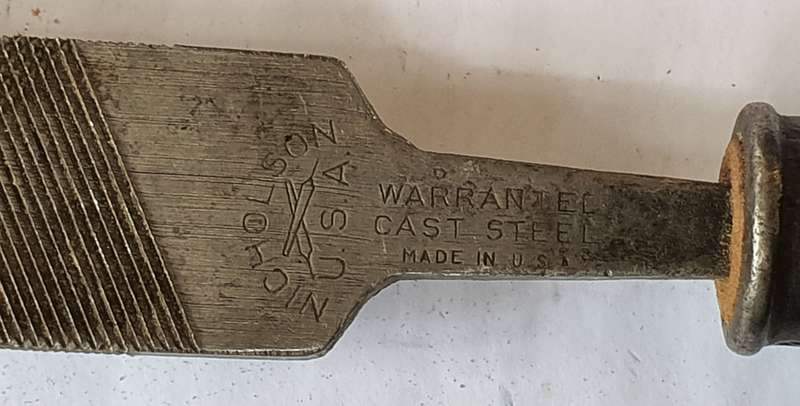 NICHOLSON
U.S.A.
WARRANTED
CAST STEEL
MADE IN U.S.A.